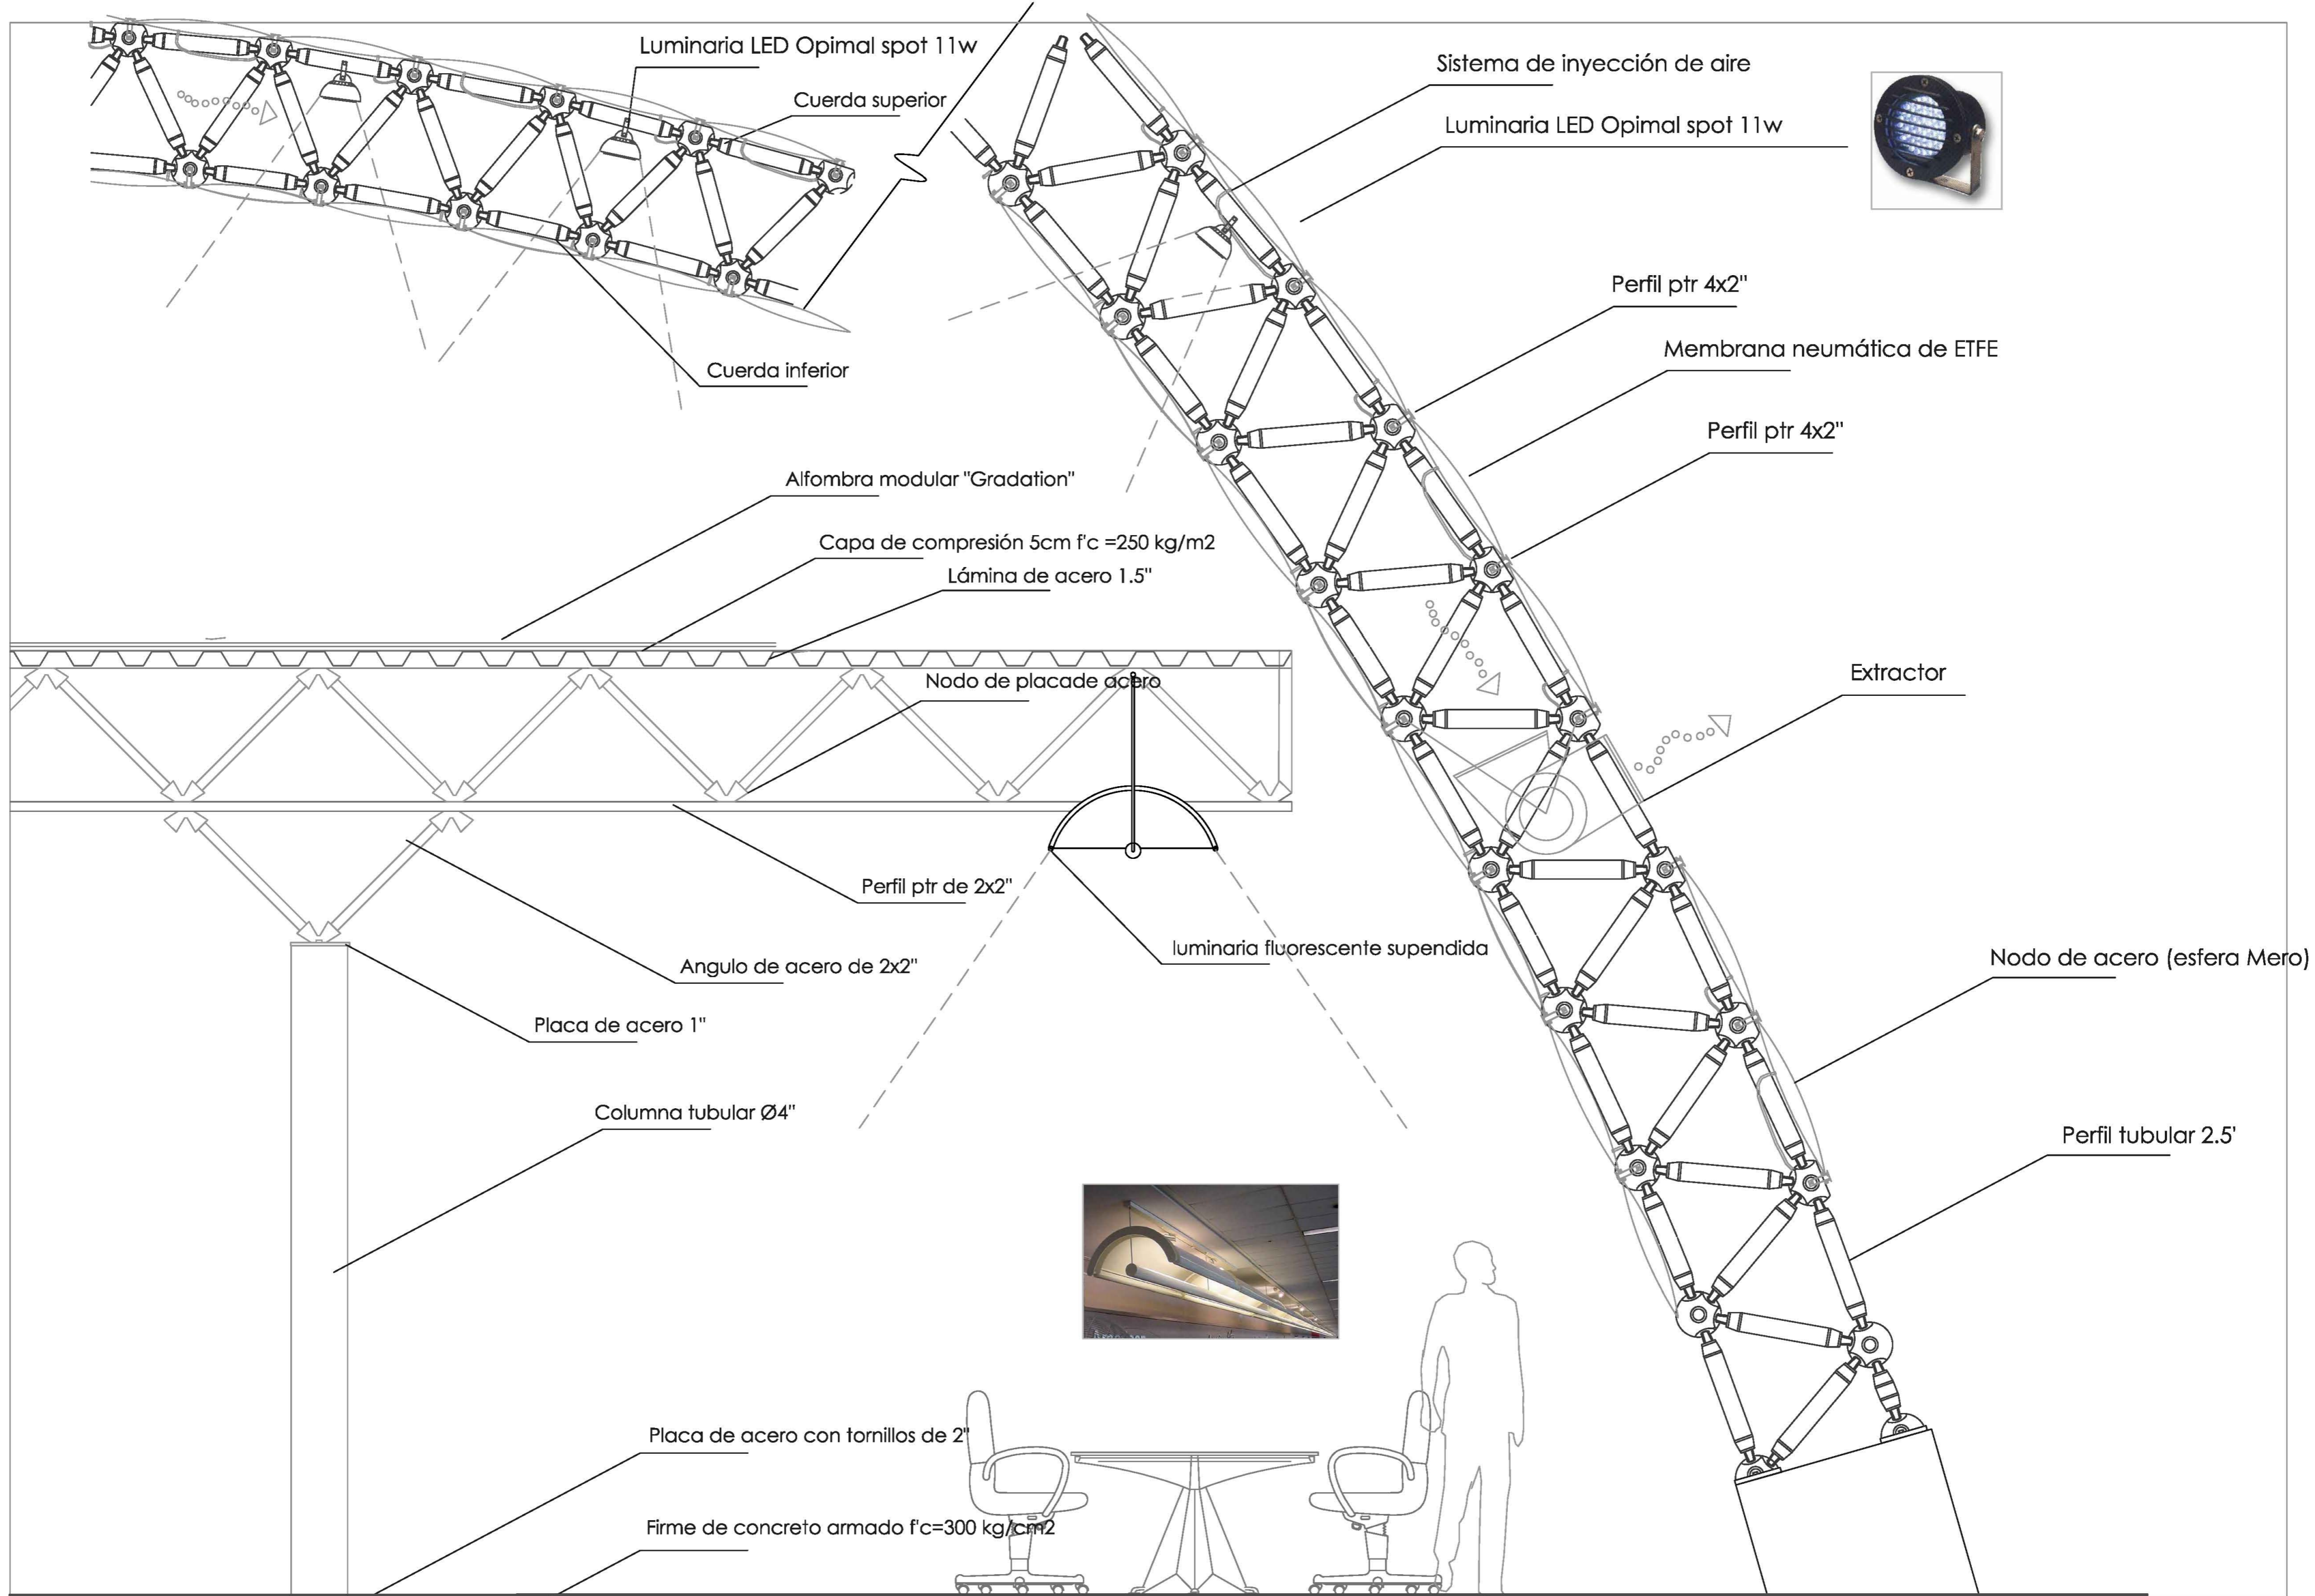 Luminaria LED Opimal spot 11w
Cuerda superior
Cuerda inferior
Sistema de inyección de aire
Luminaria LED Opimal spot 11w
Perfil ptr 4x2"
Membrana neumática de ETFE
Perfil ptr 4x2"
Alfombra modular "Gradation"
Capa de compresión 5cm f'c =250 kg/m2
Lámina de acero 1.5"
Nodo de placade acero
Extractor
Perfil ptr de 2x2"
luminaria fluorescente supendida
Angulo de acero de 2x2"
Nodo de acero (esfera Mero)
Placa de acero 1"
Columna tubular Ø4"
Perfil tubular 2.5'
Placa de acero con tornillos de 2"
Firme de concreto armado f'c=300 kg/cm2